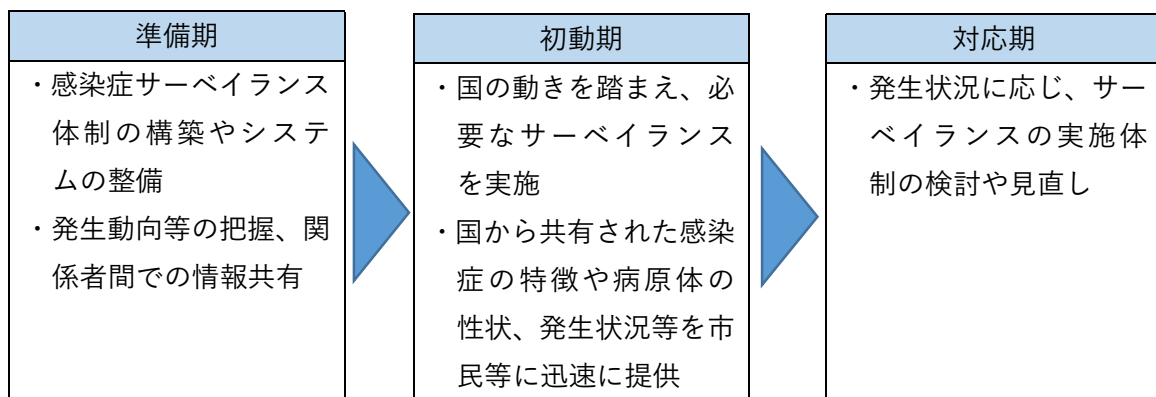 準備期
・感染症サーベイランス
体制の構築やシステ
ムの整備
・発生動向等の把握、関
係者間での情報共有
初動期
・国の動きを踏まえ、必
要なサーベイランス
を実施
・国から共有された感染
症の特徴や病原体の
性状、発生状況等を市
民等に迅速に提供
対応期
・発生状況に応じ、サー
ベイランスの実施体
制の検討や見直し